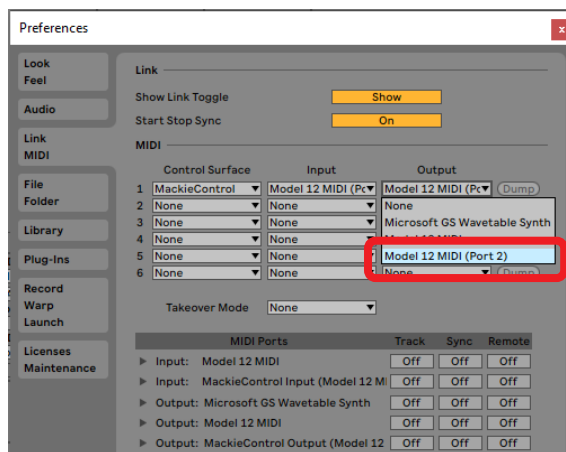 Preferences
x
Look
Feel
Audio
Link
MIDI
File
Folder
Library
Plug-Ins
Record
Warp
Launch
Licenses
Maintenance
Link
Show Link Toggle Show
Start Stop Sync On
MIDI
Control Surface Input Output
1 MackieControl Model 12 MIDI (Pc Model 12 MIDI (Pc Dump
2 None None None
3 None None Microsoft GS Wavetable Synth
4 None None
5 None None Model 12 MIDI (Port 2)
6 None None None Dump
Takeover Mode None
MIDI Ports Track Sync Remote
Input: Model 12 MIDI Off Off Off
Input: MackieControl Input (Model 12 MI Off Off Off
Output: Microsoft GS Wavetable Synth Off Off Off
Output: Model 12 MIDI Off Off Off
Output: MackieControl Output (Model 12 Off Off Off